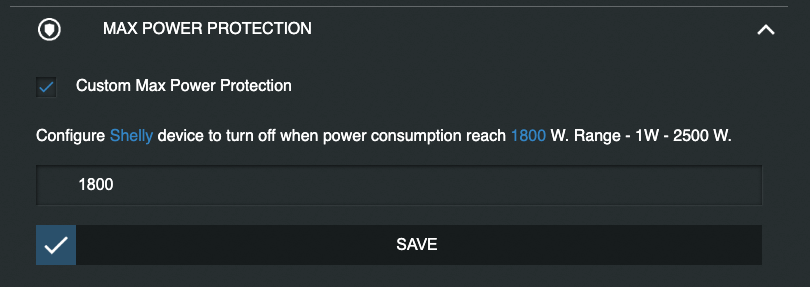 MAX POWER PROTECTION
Custom Max Power Protection
Configure Shelly device to turn off when power consumption reach 1800 W. Range - 1W - 2500 W.
1800
SAVE